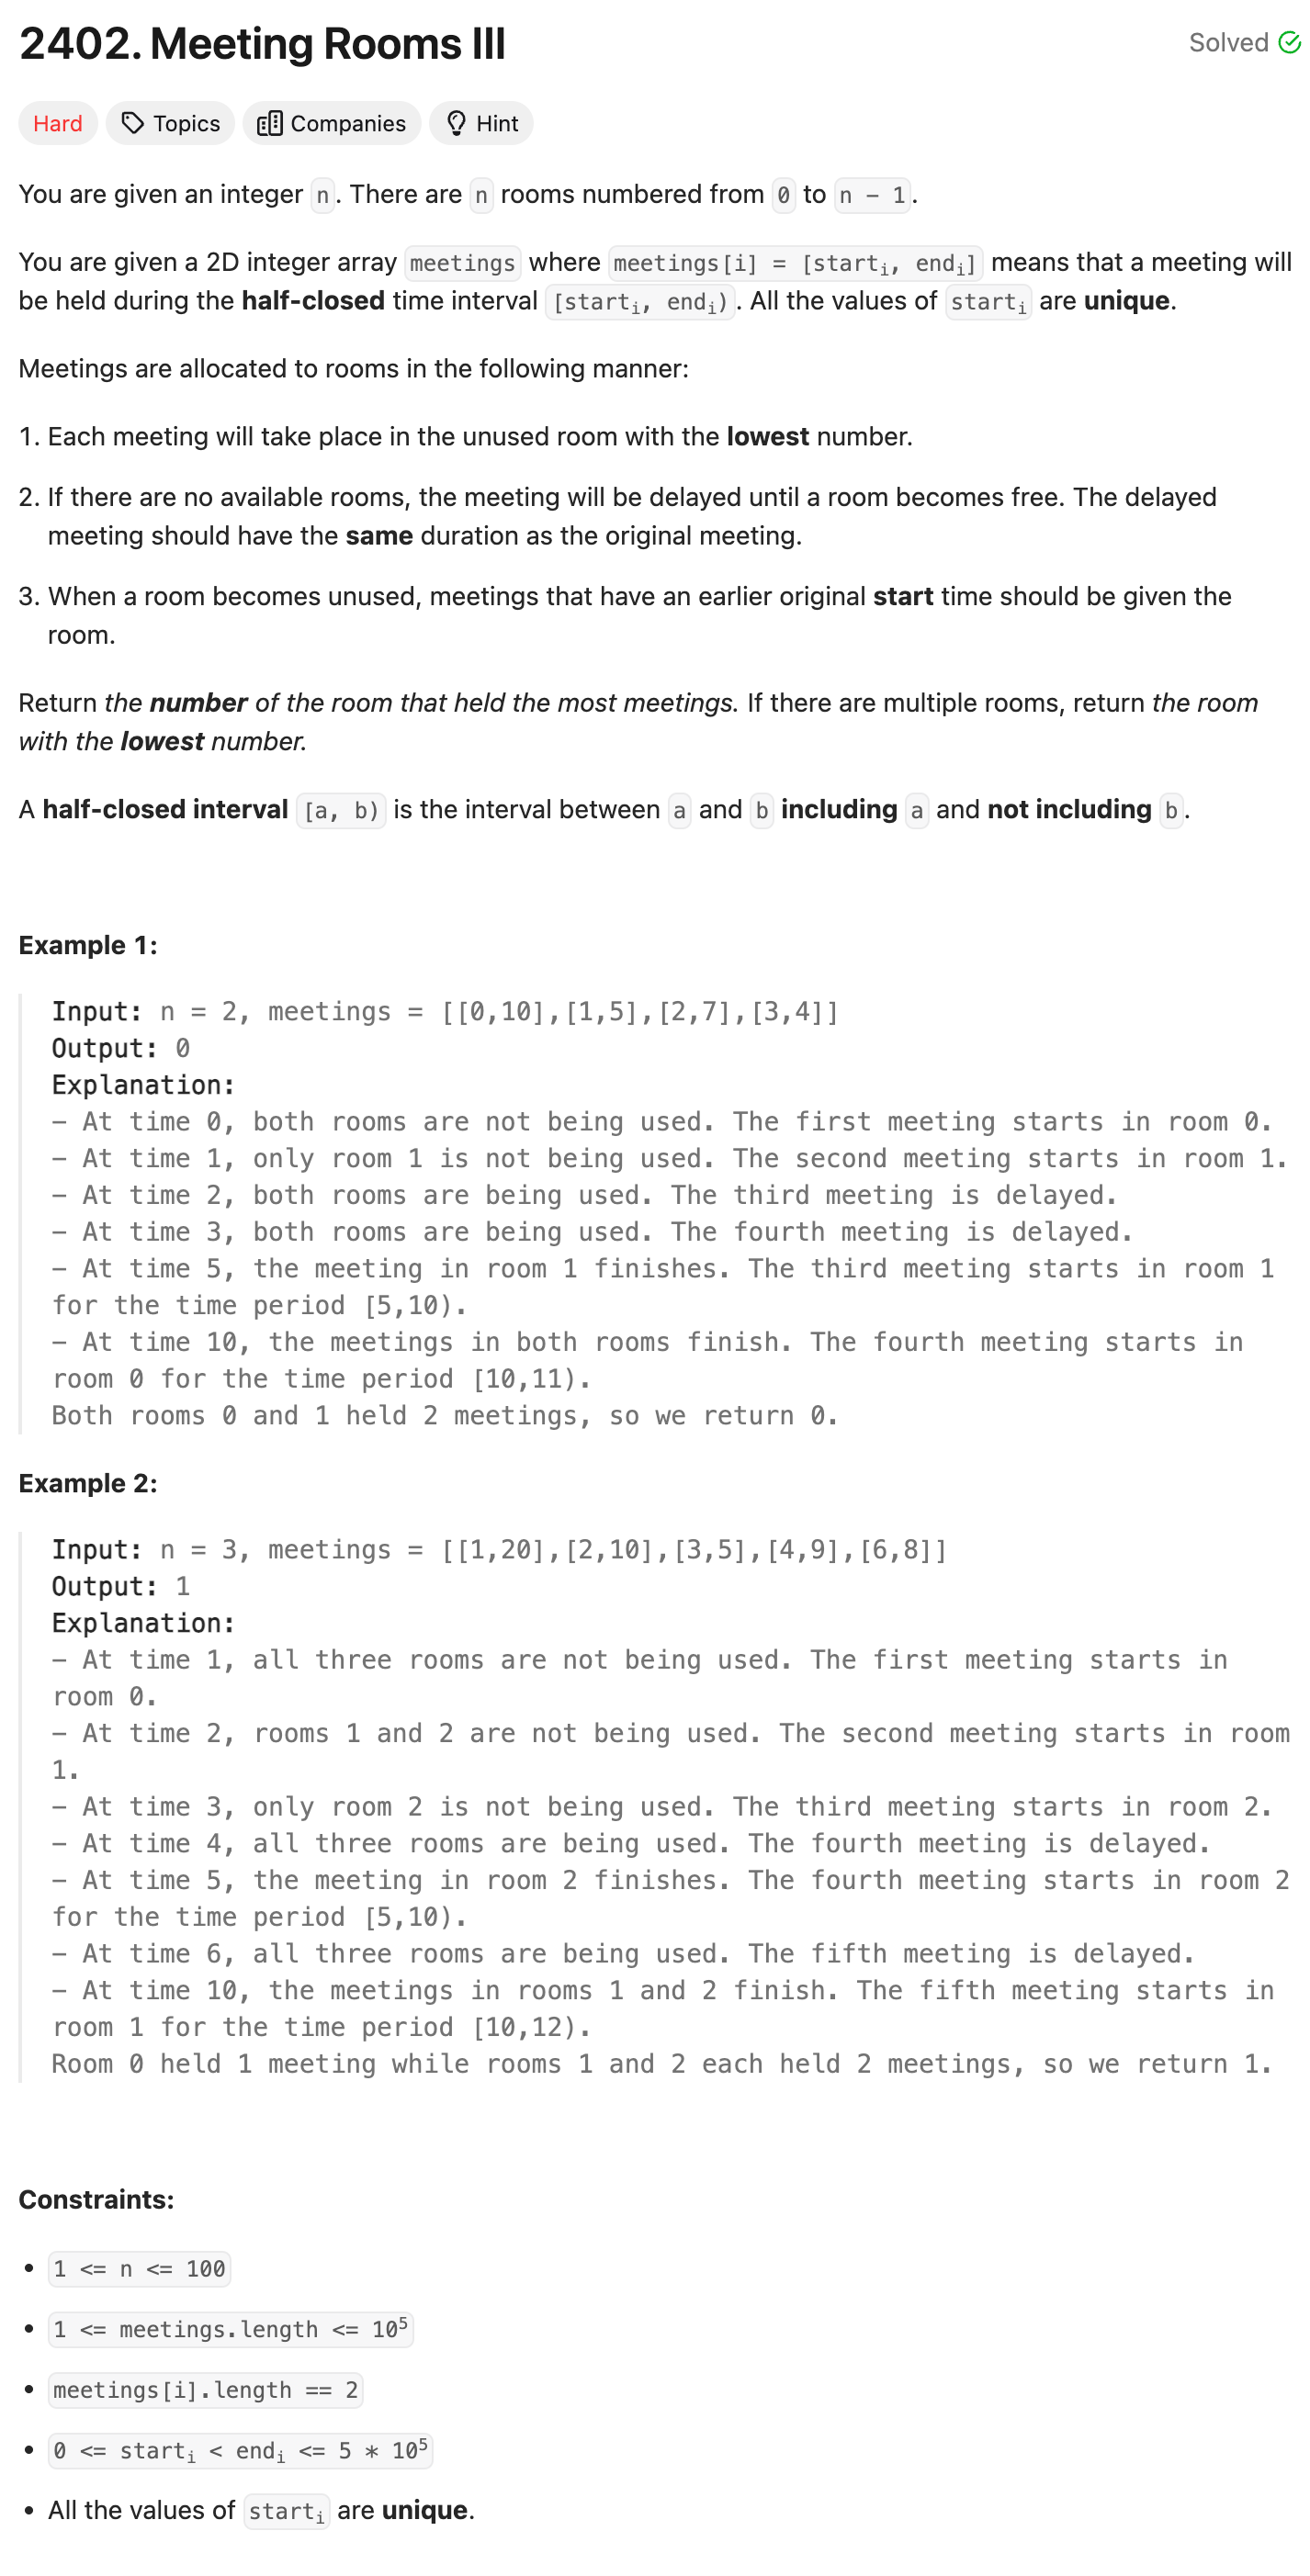 2402. Meeting Rooms III
Solved
Hard
Topics
Companies
Hint
You are given an integer n. There are n rooms numbered from 0 to n - 1.
You are given a 2D integer array meetings where meetings[i] = [startᵢ, endᵢ] means that a meeting will
be held during the half-closed time interval [startᵢ, endᵢ). All the values of startᵢ are unique.
Meetings are allocated to rooms in the following manner:
1. Each meeting will take place in the unused room with the lowest number.
2. If there are no available rooms, the meeting will be delayed until a room becomes free. The delayed
meeting should have the same duration as the original meeting.
3. When a room becomes unused, meetings that have an earlier original start time should be given the
room.
Return the number of the room that held the most meetings. If there are multiple rooms, return the room
with the lowest number.
A half-closed interval [a, b) is the interval between a and b including a and not including b.
Example 1:
Input: n = 2, meetings = [[0,10],[1,5],[2,7],[3,4]]
Output: 0
Explanation:
- At time 0, both rooms are not being used. The first meeting starts in room 0.
- At time 1, only room 1 is not being used. The second meeting starts in room 1.
- At time 2, both rooms are being used. The third meeting is delayed.
- At time 3, both rooms are being used. The fourth meeting is delayed.
- At time 5, the meeting in room 1 finishes. The third meeting starts in room 1
for the time period [5,10).
- At time 10, the meetings in both rooms finish. The fourth meeting starts in
room 0 for the time period [10,11).
Both rooms 0 and 1 held 2 meetings, so we return 0.
Example 2:
Input: n = 3, meetings = [[1,20],[2,10],[3,5],[4,9],[6,8]]
Output: 1
Explanation:
- At time 1, all three rooms are not being used. The first meeting starts in
room 0.
- At time 2, rooms 1 and 2 are not being used. The second meeting starts in room
1.
- At time 3, only room 2 is not being used. The third meeting starts in room 2.
- At time 4, all three rooms are being used. The fourth meeting is delayed.
- At time 5, the meeting in room 2 finishes. The fourth meeting starts in room 2
for the time period [5,10).
- At time 6, all three rooms are being used. The fifth meeting is delayed.
- At time 10, the meetings in rooms 1 and 2 finish. The fifth meeting starts in
room 1 for the time period [10,12).
Room 0 held 1 meeting while rooms 1 and 2 each held 2 meetings, so we return 1.
Constraints:
• 1 <= n <= 100
• 1 <= meetings.length <= 10⁵
• meetings[i].length == 2
• 0 <= startᵢ < endᵢ <= 5 * 10⁵
• All the values of startᵢ are unique.